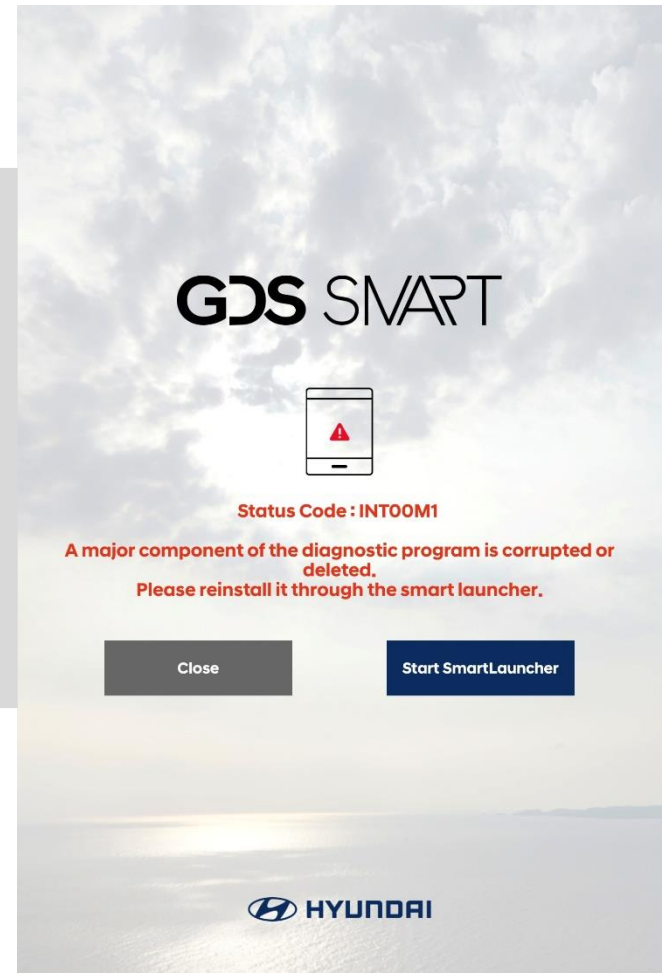 GDS SMART
Status Code : INT00M1
A major component of the diagnostic program is corrupted or
deleted.
Please reinstall it through the smart launcher.
Close
Start SmartLauncher
HYUNDAI